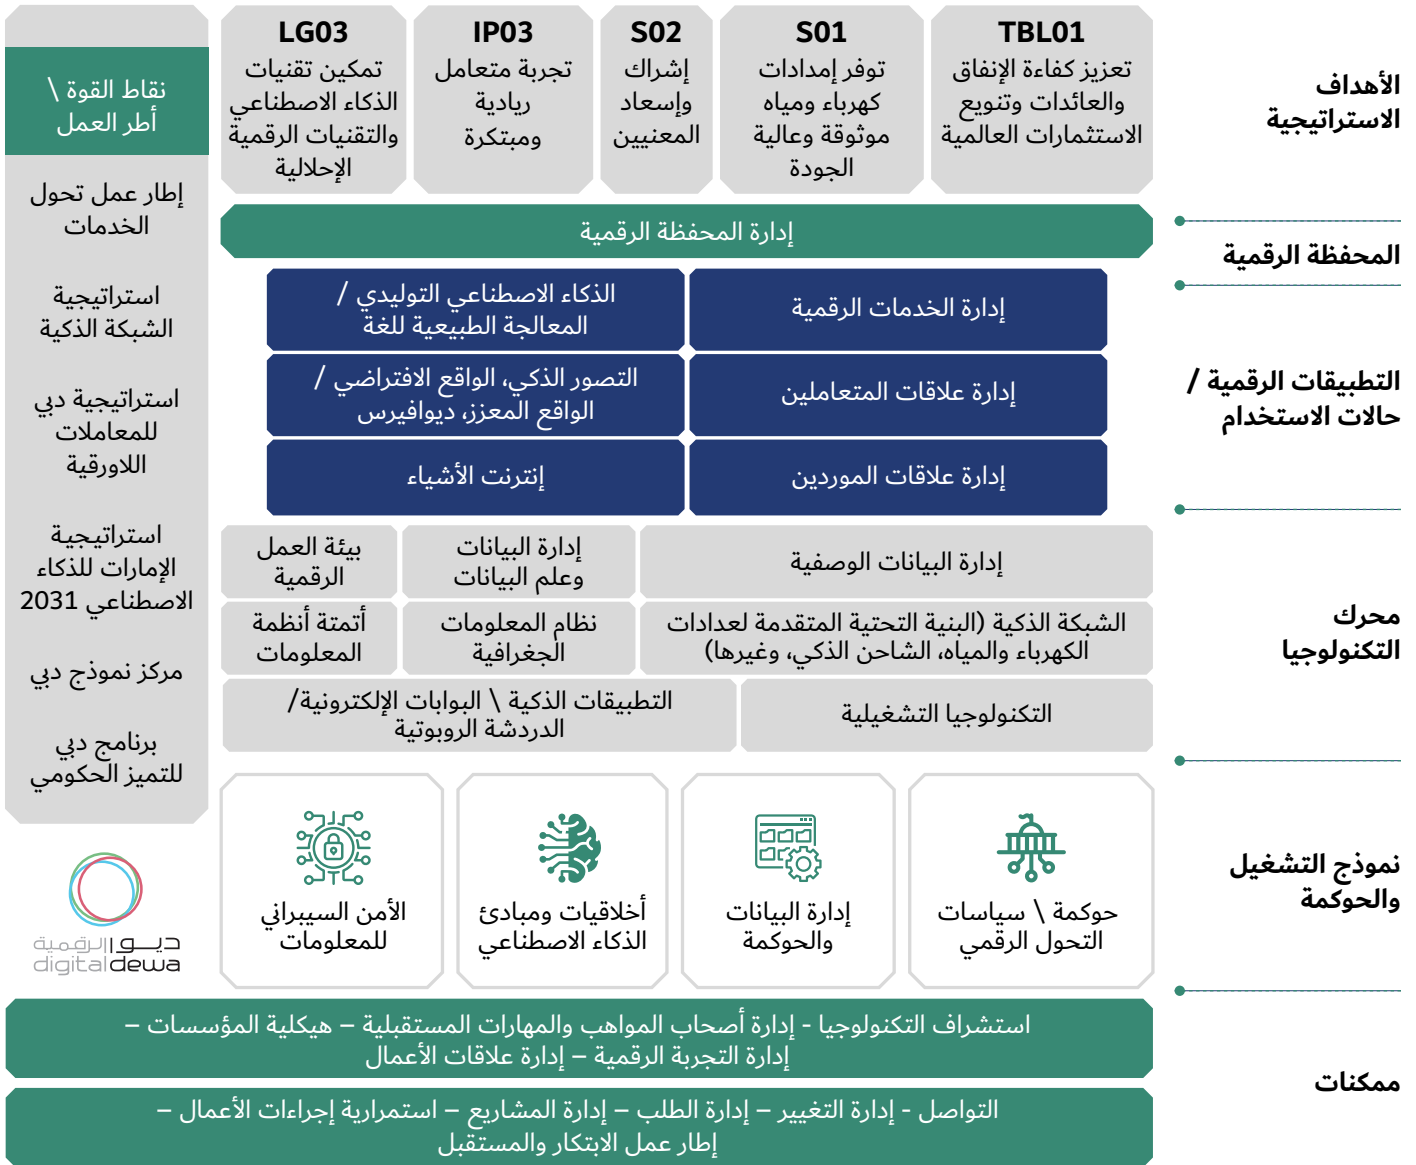 الأهداف
الاستراتيجية
TBL01
تعزيز كفاءة الإنفاق
والعائدات وتنويع
الاستثمارات العالمية
S01
توفر إمدادات
كهرباء ومياه
موثوقة وعالية
الجودة
S02
إشراك
وإسعاد
المعنيين
IP03
تجربة متعامل
ريادية
ومبتكرة
LG03
تمكين تقنيات
الذكاء الاصطناعي
والتقنيات الرقمية
الإحلالية
المحفظة الرقمية
إدارة المحفظة الرقمية
التطبيقات الرقمية /
حالات الاستخدام
إدارة الخدمات الرقمية
الذكاء الاصطناعي التوليدي /
المعالجة الطبيعية للغة
إدارة علاقات المتعاملين
التصور الذكي، الواقع الافتراضي /
الواقع المعزز، ديوافيرس
إدارة علاقات الموردين
إنترنت الأشياء
محرك
التكنولوجيا
إدارة البيانات الوصفية
إدارة البيانات
وعلم البيانات
بيئة العمل
الرقمية
الشبكة الذكية (البنية التحتية المتقدمة لعدادات
الكهرباء والمياه، الشاحن الذكي، وغيرها)
نظام المعلومات
الجغرافية
أتمتة أنظمة
المعلومات
التكنولوجيا التشغيلية
التطبيقات الذكية \ البوابات الإلكترونية/
الدردشة الروبوتية
نموذج التشغيل
والحوكمة
حوكمة \ سياسات
التحول الرقمي
إدارة البيانات
والحوكمة
أخلاقيات ومبادئ
الذكاء الاصطناعي
الأمن السيبراني
للمعلومات
نقاط القوة \
أطر العمل
إطار عمل تحول
الخدمات
استراتيجية
الشبكة الذكية
استراتيجية دبي
للمعاملات
اللاورقية
استراتيجية
الإمارات للذكاء
الاصطناعي 2031
مركز نموذج دبي
برنامج دبي
للتميز الحكومي
ديوا الرقمية
digital dewa
ممكنات
استشراف التكنولوجيا - إدارة أصحاب المواهب والمهارات المستقبلية – هيكلية المؤسسات –
إدارة التجربة الرقمية – إدارة علاقات الأعمال
التواصل - إدارة التغيير – إدارة الطلب – إدارة المشاريع – استمرارية إجراءات الأعمال –
إطار عمل الابتكار والمستقبل